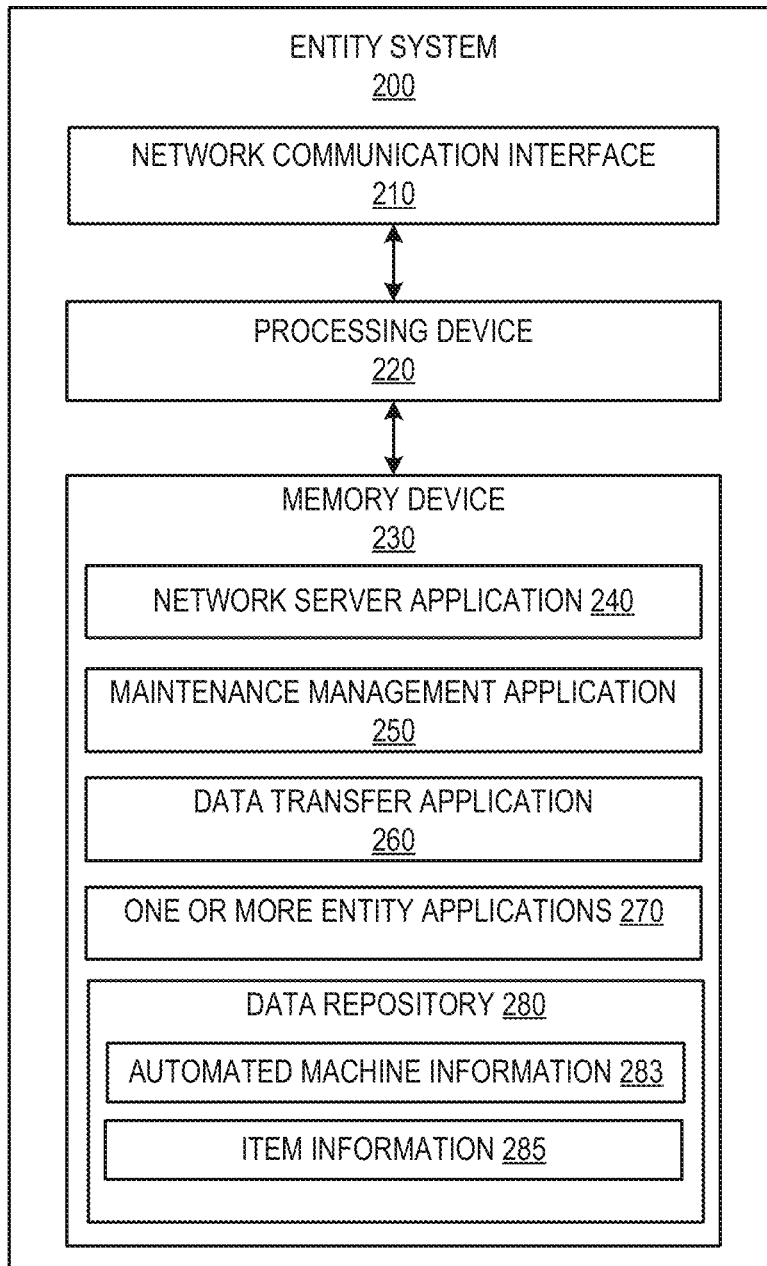 ENTITY SYSTEM
200
NETWORK COMMUNICATION INTERFACE
210
PROCESSING DEVICE
220
MEMORY DEVICE
230
NETWORK SERVER APPLICATION 240
MAINTENANCE MANAGEMENT APPLICATION
250
DATA TRANSFER APPLICATION
260
ONE OR MORE ENTITY APPLICATIONS 270
DATA REPOSITORY 280
AUTOMATED MACHINE INFORMATION 283
ITEM INFORMATION 285